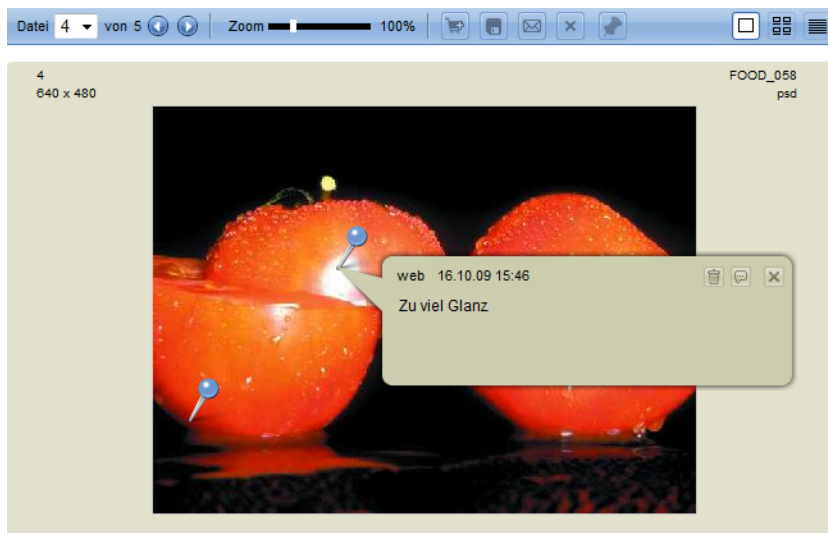 Datei 4 von 5 Zoom 100%
4
640 x 480
FOOD_058
psd
web 16.10.09 15:46
Zu viel Glanz